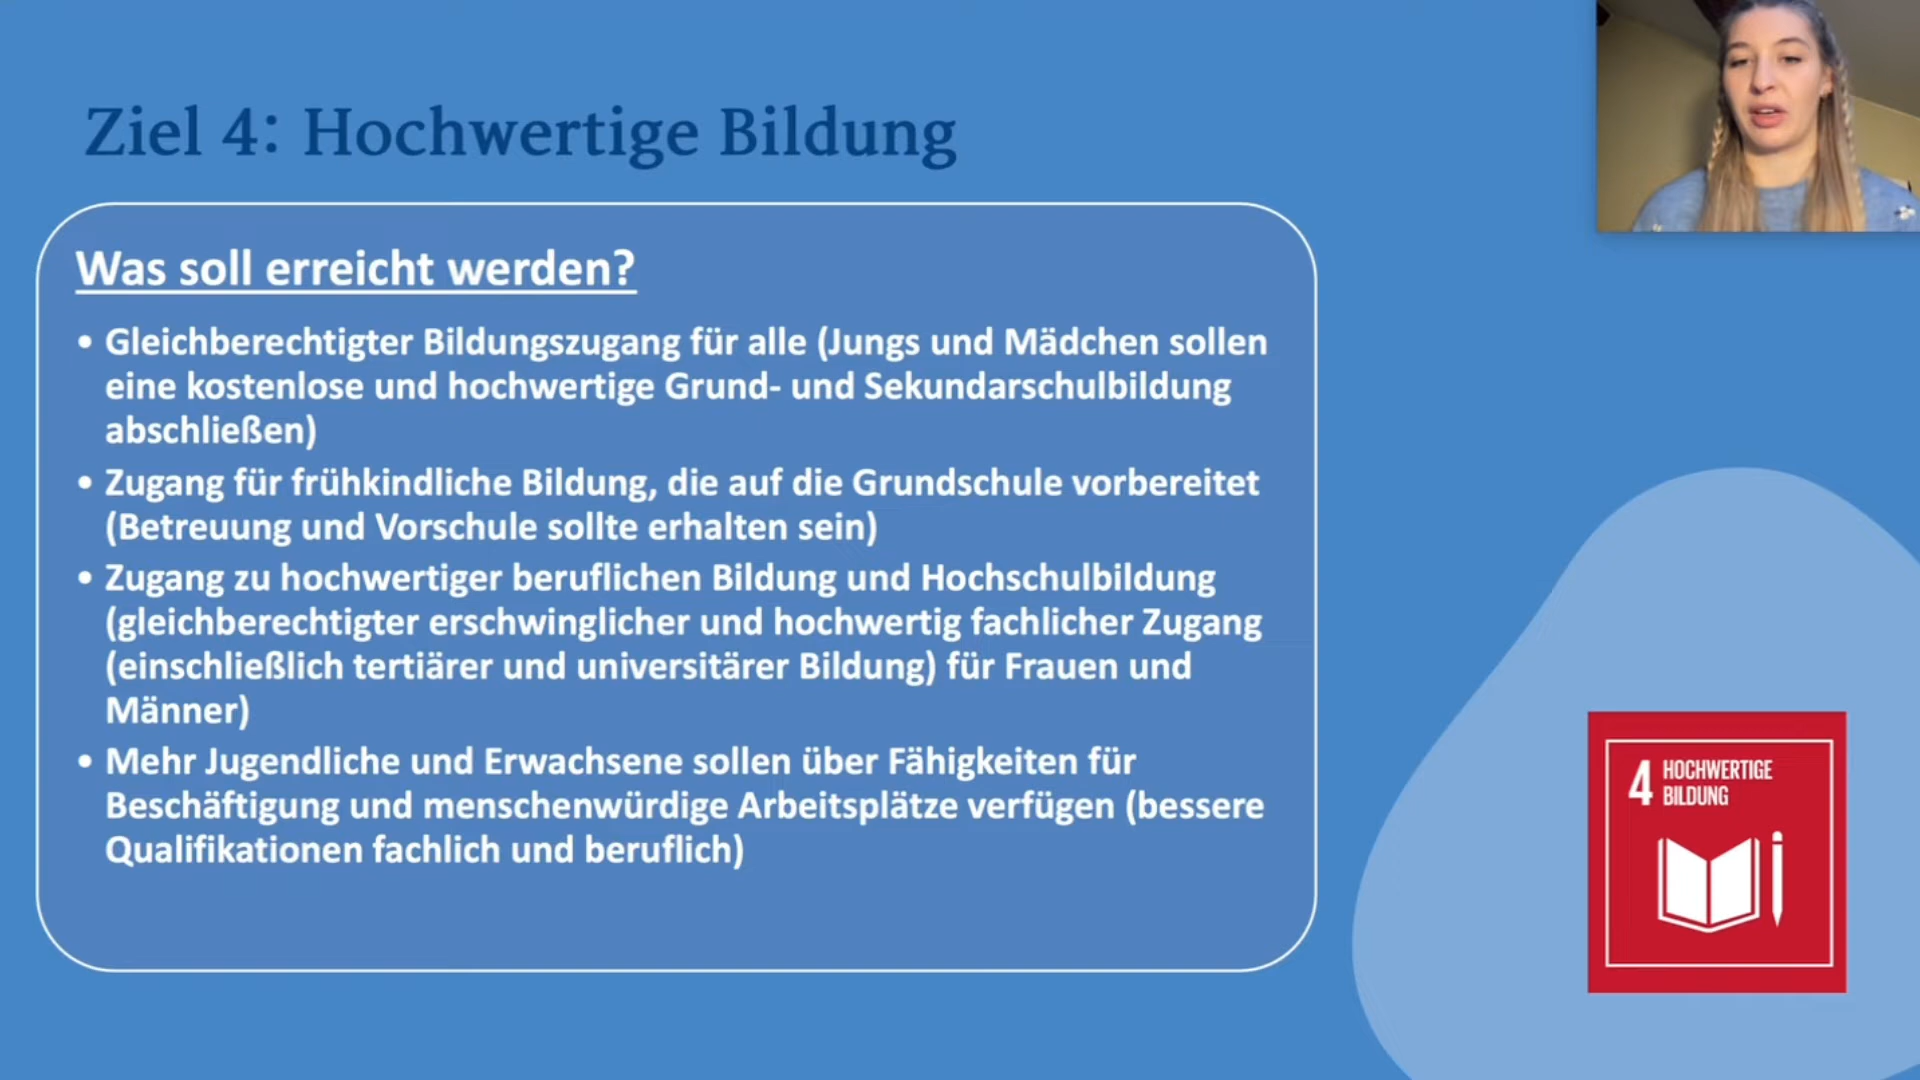 Ziel 4: Hochwertige Bildung
Was soll erreicht werden?
• Gleichberechtigter Bildungszugang für alle (Jungs und Mädchen sollen
eine kostenlose und hochwertige Grund- und Sekundarschulbildung
abschließen)
• Zugang für frühkindliche Bildung, die auf die Grundschule vorbereitet
(Betreuung und Vorschule sollte erhalten sein)
• Zugang zu hochwertiger beruflichen Bildung und Hochschulbildung
(gleichberechtigter erschwinglicher und hochwertig fachlicher Zugang
(einschließlich tertiärer und universitärer Bildung) für Frauen und
Männer)
• Mehr Jugendliche und Erwachsene sollen über Fähigkeiten für
Beschäftigung und menschenwürdige Arbeitsplätze verfügen (bessere
Qualifikationen fachlich und beruflich)
4 HOCHWERTIGE
BILDUNG